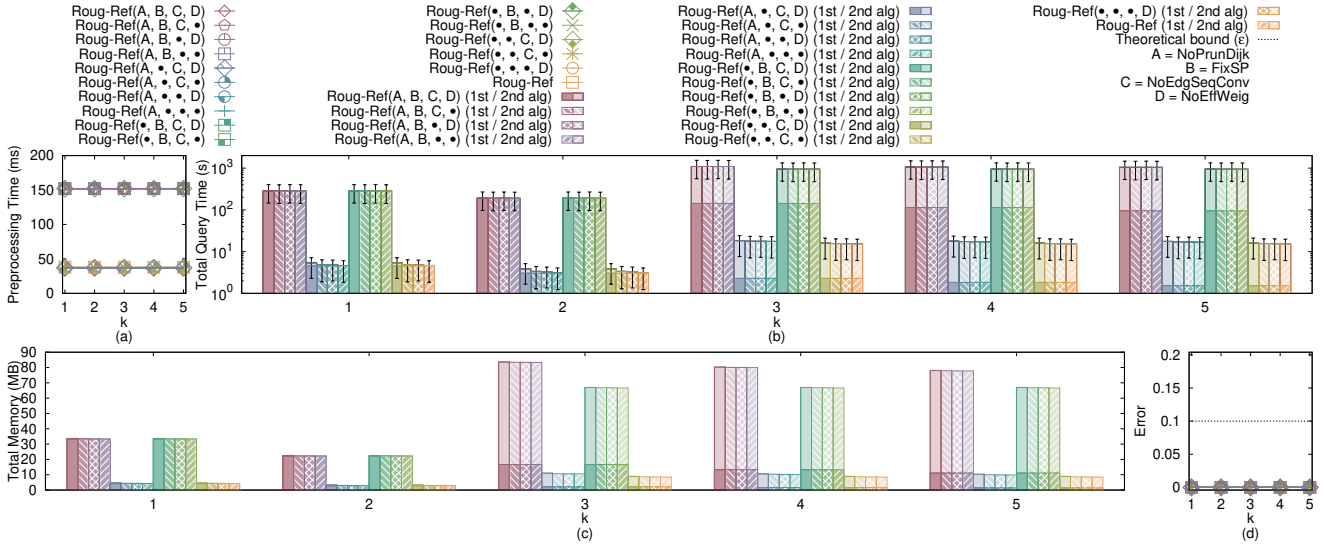 Roug-Ref(A, B, C, D)
Roug-Ref(A, B, C, •)
Roug-Ref(A, B, •, D)
Roug-Ref(A, B, •, •)
Roug-Ref(A, •, C, D)
Roug-Ref(A, •, C, •)
Roug-Ref(A, •, •, D)
Roug-Ref(A, •, •, •)
Roug-Ref(•, B, C, D)
Roug-Ref(•, B, C, •)
Roug-Ref(•, B, •, D)
Roug-Ref(•, B, •, •)
Roug-Ref(•, •, C, D)
Roug-Ref(•, •, C, •)
Roug-Ref(•, •, •, D)
Roug-Ref
Roug-Ref(A, B, C, D) (1st / 2nd alg)
Roug-Ref(A, B, C, •) (1st / 2nd alg)
Roug-Ref(A, B, •, D) (1st / 2nd alg)
Roug-Ref(A, B, •, •) (1st / 2nd alg)
Roug-Ref(A, •, C, D) (1st / 2nd alg)
Roug-Ref(A, •, C, •) (1st / 2nd alg)
Roug-Ref(A, •, •, D) (1st / 2nd alg)
Roug-Ref(A, •, •, •) (1st / 2nd alg)
Roug-Ref(•, B, C, D) (1st / 2nd alg)
Roug-Ref(•, B, C, •) (1st / 2nd alg)
Roug-Ref(•, B, •, D) (1st / 2nd alg)
Roug-Ref(•, B, •, •) (1st / 2nd alg)
Roug-Ref(•, •, C, D) (1st / 2nd alg)
Roug-Ref(•, •, C, •) (1st / 2nd alg)
Roug-Ref(•, •, •, D) (1st / 2nd alg)
Roug-Ref (1st / 2nd alg)
Theoretical bound (ε)
A = NoPrunDijk
B = FixSP
C = NoEdgSeqConv
D = NoEffWeig
Preprocessing Time (ms)
200
150
100
50
0
1 2 3 4 5
k
(a)
Total Query Time (s)
10³
10²
10¹
10⁰
1 2 3 4 5
k
(b)
Total Memory (MB)
90
80
70
60
50
40
30
20
10
0
1 2 3 4 5
k
(c)
Error
0.2
0.15
0.1
0.05
0
1 2 3 4 5
k
(d)